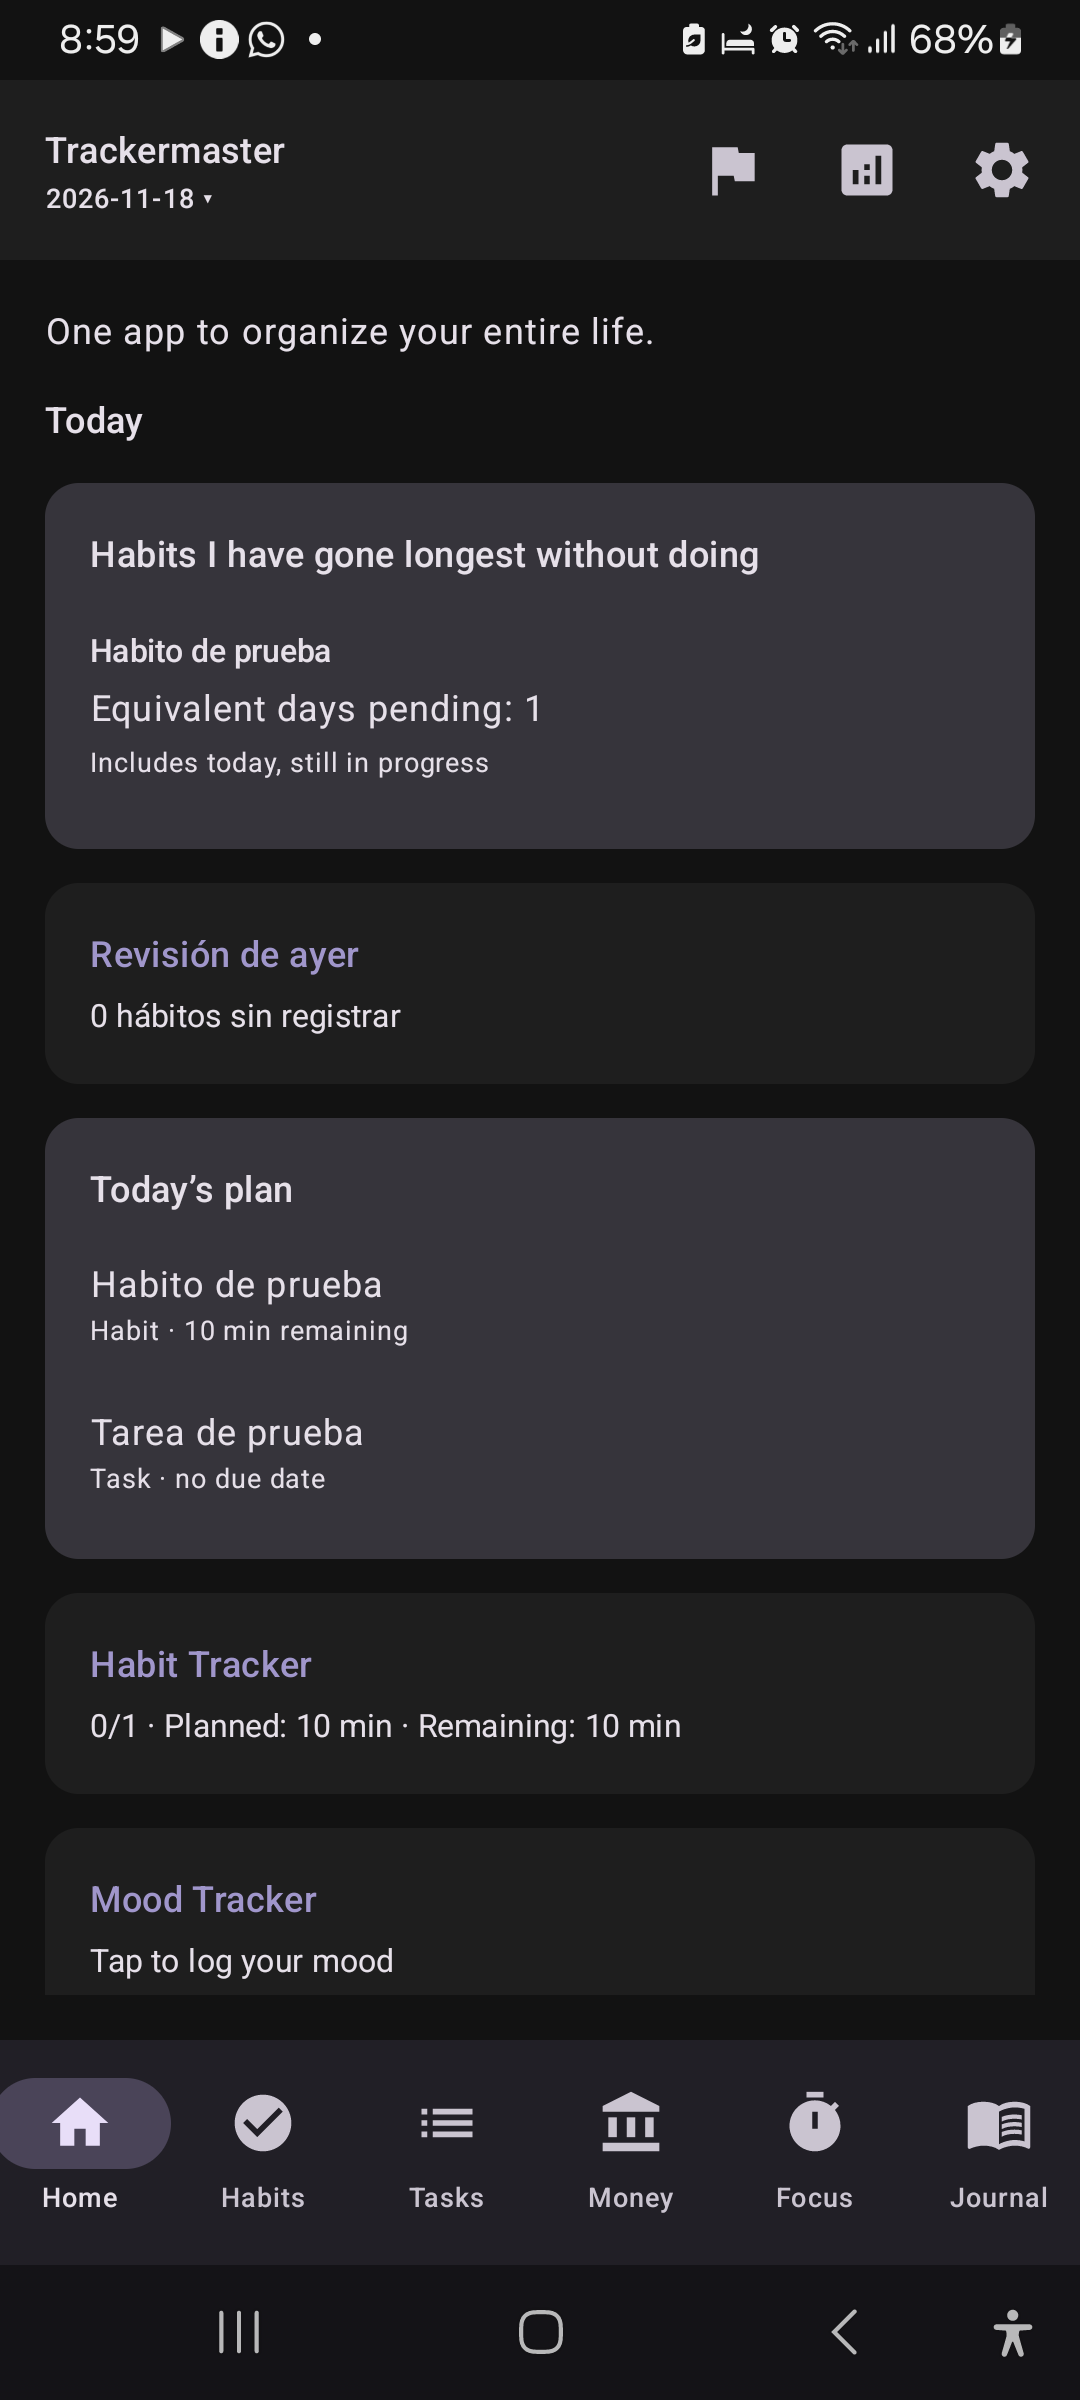 8:59
68%
Trackermaster
2026-11-18 ▾
One app to organize your entire life.
Today
Habits I have gone longest without doing
Habito de prueba
Equivalent days pending: 1
Includes today, still in progress
Revisión de ayer
0 hábitos sin registrar
Today’s plan
Habito de prueba
Habit · 10 min remaining
Tarea de prueba
Task · no due date
Habit Tracker
0/1 · Planned: 10 min · Remaining: 10 min
Mood Tracker
Tap to log your mood
Home
Habits
Tasks
Money
Focus
Journal